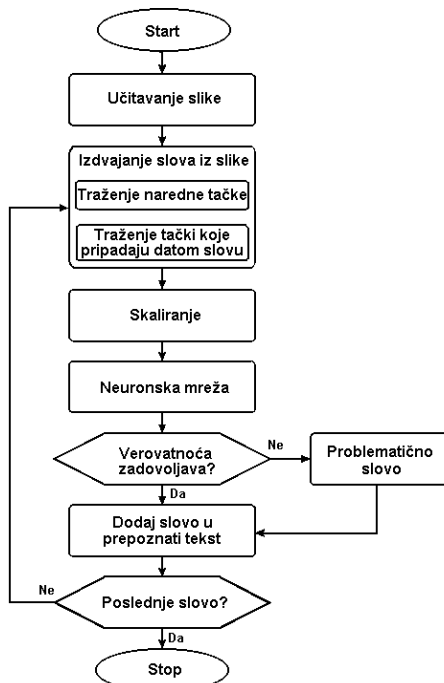 Start
Učitavanje slike
Izdvajanje slova iz slike
Traženje naredne tačke
Traženje tački koje
pripadaju datom slovu
Skaliranje
Neuronska mreža
Verovatnoća
zadovoljava?
Ne
Problematično
slovo
Da
Dodaj slovo u
prepoznati tekst
Ne
Poslednje slovo?
Da
Stop